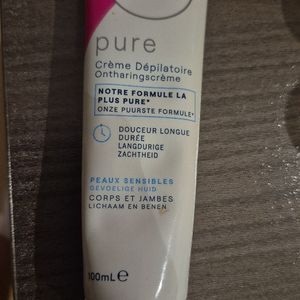 pure
Crème Dépilatoire
Ontharingscrème
NOTRE FORMULE LA
PLUS PURE*
ONZE PUURSTE FORMULE*
DOUCEUR LONGUE
DURÉE
LANGDURIGE
ZACHTHEID
PEAUX SENSIBLES
GEVOELIGE HUID
CORPS ET JAMBES
LICHAAM EN BENEN
100mL℮